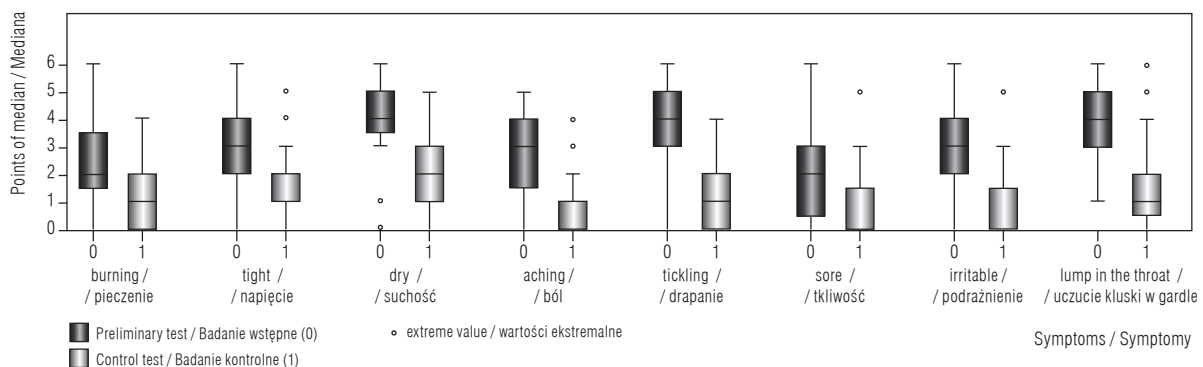 Points of median / Mediana
6
5
4
3
2
1
0
0 1 0 1 0 1 0 1 0 1 0 1 0 1 0 1
burning / tight / dry / aching / tickling / sore / irritable / lump in the throat /
/ pieczenie / napięcie / suchość / ból / drapanie / tkliwość / podrażnienie / uczucie kluski w gardle
Preliminary test / Badanie wstępne (0) extreme value / wartości ekstremalne
Control test / Badanie kontrolne (1)
Symptoms / Symptomy